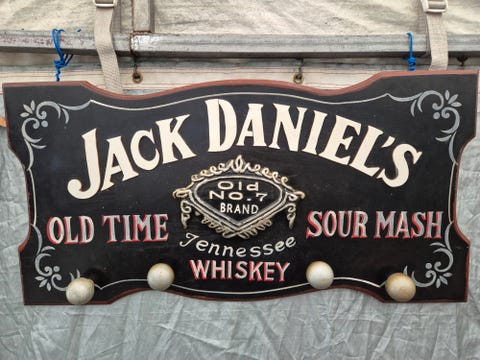 JACK DANIEL'S
Old
No. 7
BRAND
OLD TIME SOUR MASH
Tennessee
WHISKEY